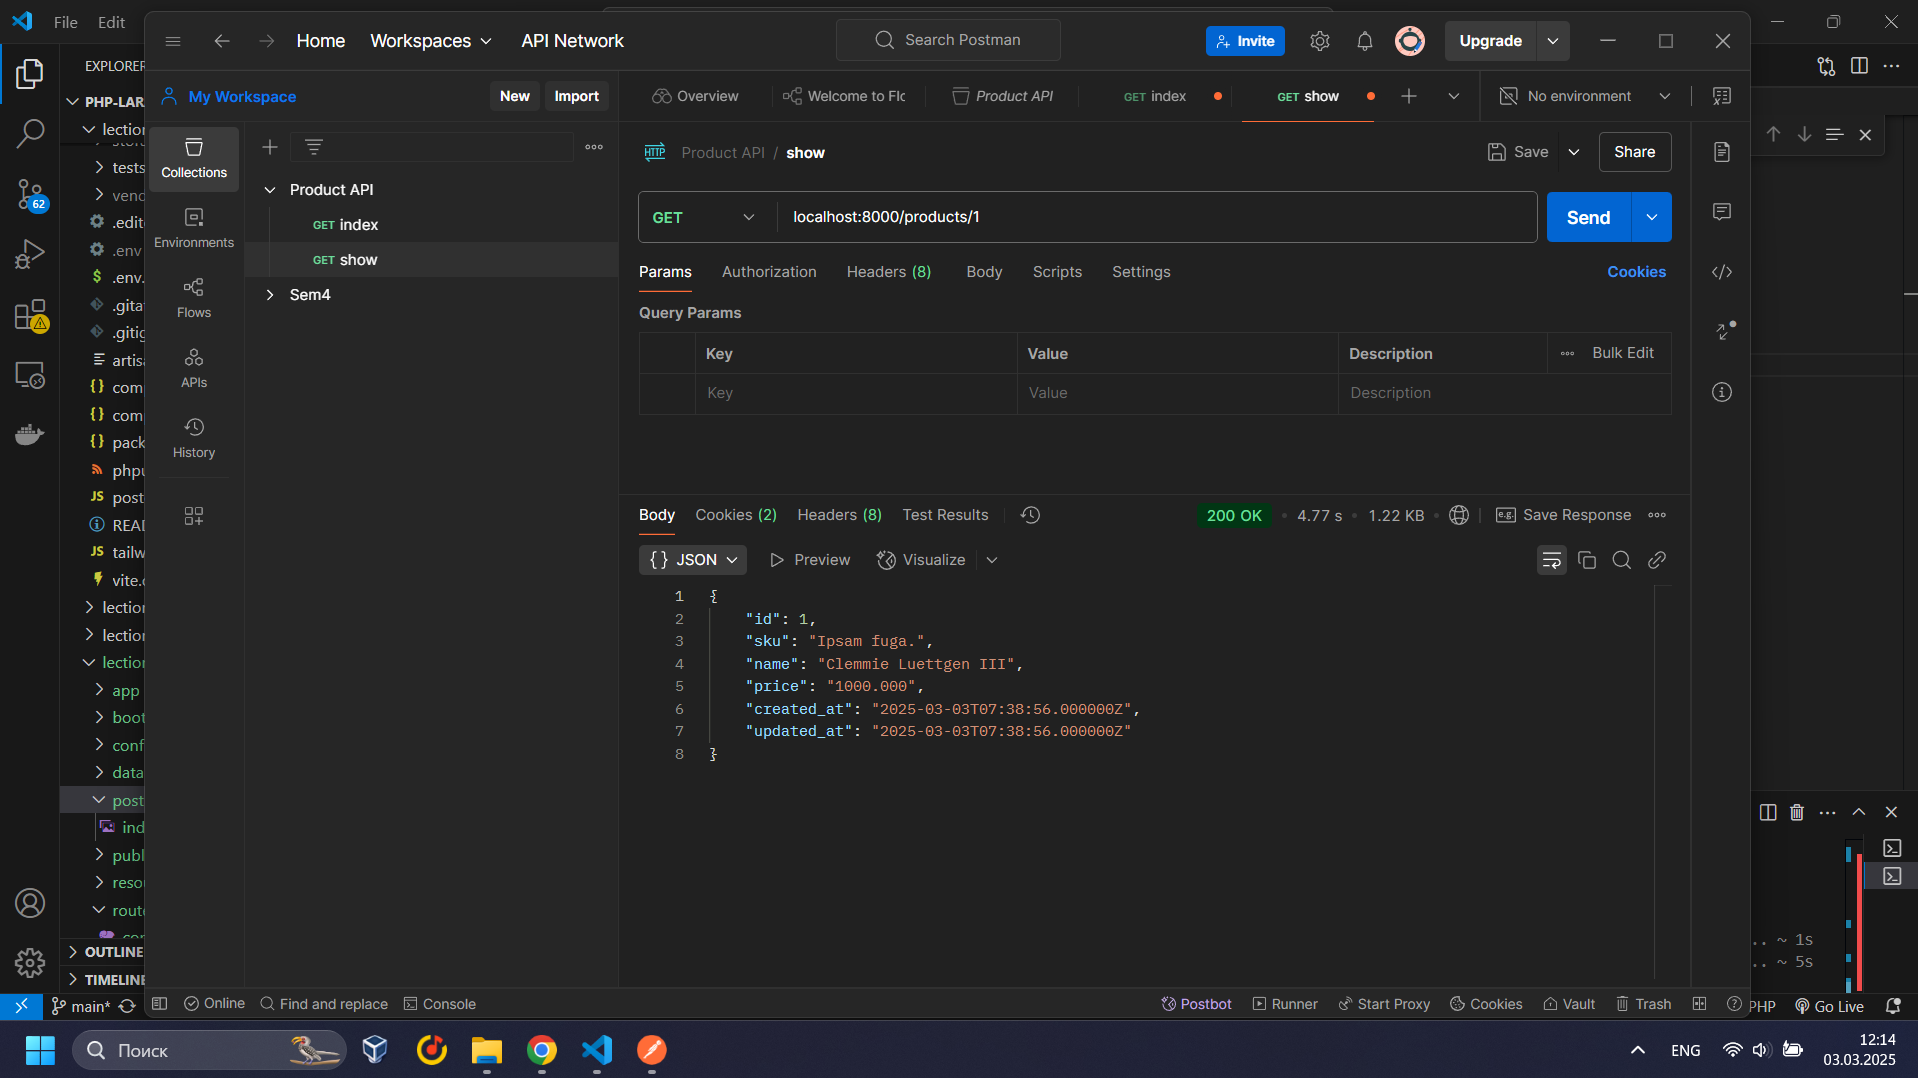 File Edit
Home Workspaces API Network
Search Postman
Invite
Upgrade
EXPLORER
PHP-LAR
My Workspace
New Import
Overview
Welcome to Flo
Product API
GET index
GET show
No environment
lection
tests
vend
.edit
.env
.env.
.gita
.gitig
artisa
com
com
pack
phpu
post
READ
tailw
vite.c
lection
lection
lection
app
boot
conf
data
post
ind
publ
resou
route
con
OUTLINE
TIMELINE
62
Collections
Environments
Flows
APIs
History
Product API
GET index
GET show
Sem4
HTTP Product API / show
Save
Share
GET
localhost:8000/products/1
Send
Params Authorization Headers (8) Body Scripts Settings
Cookies
Query Params
Key Value Description Bulk Edit
Key Value Description
Body Cookies (2) Headers (8) Test Results
200 OK • 4.77 s • 1.22 KB •
e.g. Save Response
{} JSON Preview Visualize
1 {
2 "id": 1,
3 "sku": "Ipsam fuga.",
4 "name": "Clemmie Luettgen III",
5 "price": "1000.000",
6 "created_at": "2025-03-03T07:38:56.000000Z",
7 "updated_at": "2025-03-03T07:38:56.000000Z"
8 }
.. ~ 1s
.. ~ 5s
main*
Online Find and replace Console
Postbot Runner Start Proxy Cookies Vault Trash
PHP Go Live
Поиск
ENG
12:14
03.03.2025